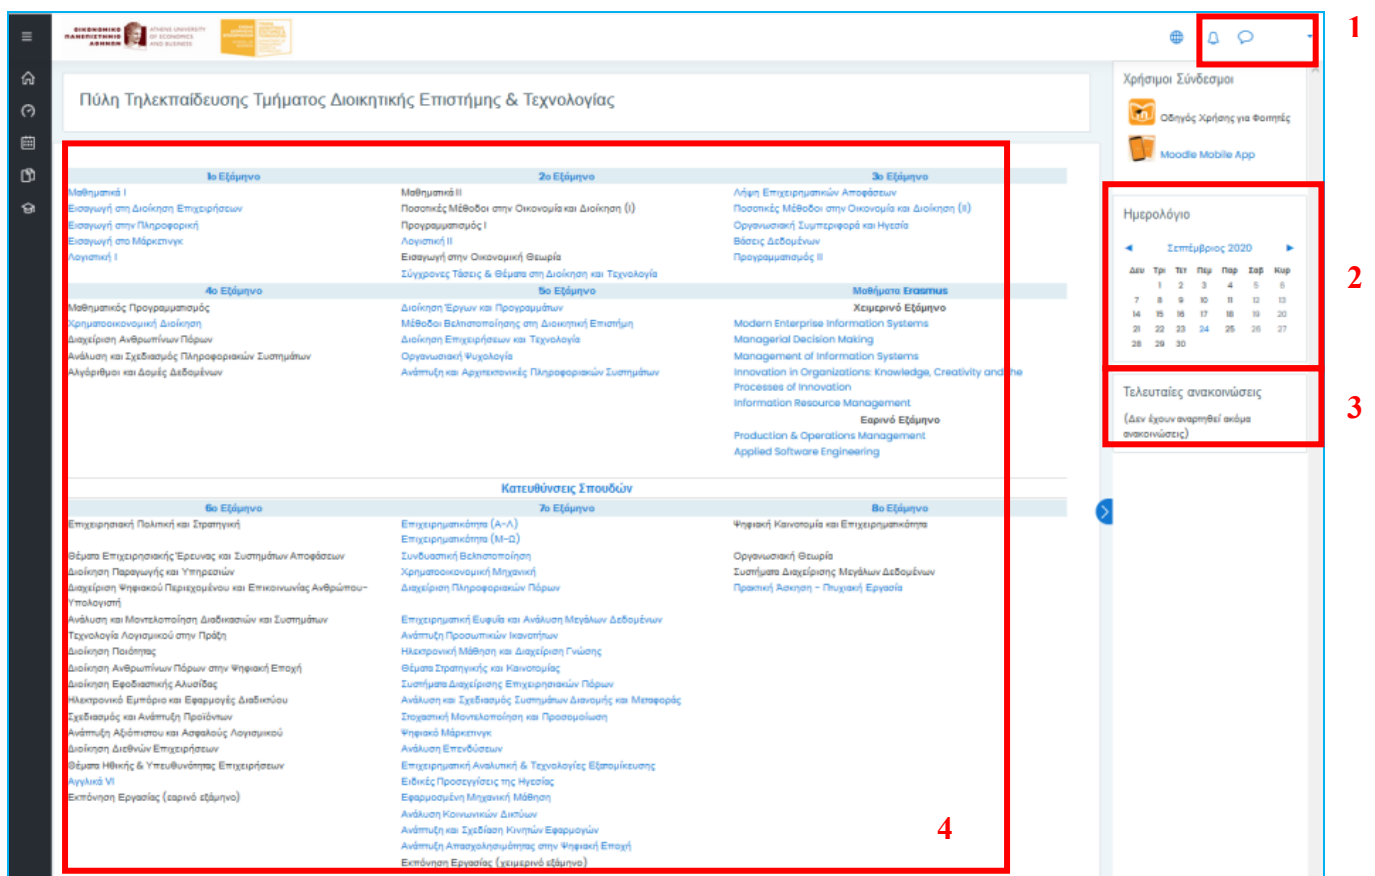 1
ΟΙΚΟΝΟΜΙΚΟ
ΠΑΝΕΠΙΣΤΗΜΙΟ
ΑΘΗΝΩΝ
ATHENS UNIVERSITY
OF ECONOMICS
AND BUSINESS
Πύλη Τηλεκπαίδευσης Τμήματος Διοικητικής Επιστήμης & Τεχνολογίας
Χρήσιμοι Σύνδεσμοι
Οδηγός Χρήσης για Φοιτητές
Moodle Mobile App
1ο Εξάμηνο 2ο Εξάμηνο 3ο Εξάμηνο
Μαθηματικά I Μαθηματικά II Λήψη Επιχειρηματικών Αποφάσεων
Εισαγωγή στη Διοίκηση Επιχειρήσεων Ποσοτικές Μέθοδοι στην Οικονομία και Διοίκηση (I) Ποσοτικές Μέθοδοι στην Οικονομία και Διοίκηση (II)
Εισαγωγή στην Πληροφορική Προγραμματισμός I Οργανωσιακή Συμπεριφορά και Ηγεσία
Εισαγωγή στο Μάρκετινγκ Λογιστική II Βάσεις Δεδομένων
Λογιστική I Εισαγωγή στην Οικονομική Θεωρία Προγραμματισμός II
Σύγχρονες Τάσεις & Θέματα στη Διοίκηση και Τεχνολογία
4ο Εξάμηνο 5ο Εξάμηνο Μαθήματα Erasmus
Μαθηματικός Προγραμματισμός Διοίκηση Έργων και Προγραμμάτων Χειμερινό Εξάμηνο
Χρηματοοικονομική Διοίκηση Μέθοδοι Βελτιστοποίησης στη Διοικητική Επιστήμη Modern Enterprise Information Systems
Διαχείριση Ανθρωπίνων Πόρων Διοίκηση Επιχειρήσεων και Τεχνολογία Managerial Decision Making
Ανάλυση και Σχεδιασμός Πληροφοριακών Συστημάτων Οργανωσιακή Ψυχολογία Management of Information Systems
Αλγόριθμοι και Δομές Δεδομένων Ανάπτυξη και Αρχιτεκτονικές Πληροφοριακών Συστημάτων Innovation in Organizations: Knowledge, Creativity and the
Processes of Innovation
Information Resource Management
Εαρινό Εξάμηνο
Production & Operations Management
Applied Software Engineering
Κατευθύνσεις Σπουδών
6ο Εξάμηνο 7ο Εξάμηνο 8ο Εξάμηνο
Επιχειρησιακή Πολιτική και Στρατηγική Επιχειρηματικότητα (Α-Λ) Ψηφιακή Καινοτομία και Επιχειρηματικότητα
Επιχειρηματικότητα (Μ-Ω)
Θέματα Επιχειρησιακής Έρευνας και Συστημάτων Αποφάσεων Συνδυαστική Βελτιστοποίηση Οργανωσιακή Θεωρία
Διοίκηση Παραγωγής και Υπηρεσιών Χρηματοοικονομική Μηχανική Συστήματα Διαχείρισης Μεγάλων Δεδομένων
Διαχείριση Ψηφιακού Περιεχομένου και Επικοινωνίας Ανθρώπου- Διαχείριση Πληροφοριακών Πόρων Πρακτική Άσκηση - Πτυχιακή Εργασία
Υπολογιστή
Ανάλυση και Μοντελοποίηση Διαδικασιών και Συστημάτων Επιχειρηματική Ευφυΐα και Ανάλυση Μεγάλων Δεδομένων
Τεχνολογία Λογισμικού στην Πράξη Ανάπτυξη Προσωπικών Ικανοτήτων
Διοίκηση Ποιότητας Ηλεκτρονική Μάθηση και Διαχείριση Γνώσης
Διοίκηση Ανθρωπίνων Πόρων στην Ψηφιακή Εποχή Θέματα Στρατηγικής και Καινοτομίας
Διοίκηση Εφοδιαστικής Αλυσίδας Συστήματα Διαχείρισης Επιχειρησιακών Πόρων
Ηλεκτρονικό Εμπόριο και Εφαρμογές Διαδικτύου Ανάλυση και Σχεδιασμός Συστημάτων Διανομής και Μεταφοράς
Σχεδιασμός και Ανάπτυξη Προϊόντων Στοχαστική Μοντελοποίηση και Προσομοίωση
Ανάπτυξη Αξιόπιστου και Ασφαλούς Λογισμικού Ψηφιακό Μάρκετινγκ
Διοίκηση Διεθνών Επιχειρήσεων Ανάλυση Επενδύσεων
Θέματα Ηθικής & Υπευθυνότητας Επιχειρήσεων Επιχειρηματική Αναλυτική & Τεχνολογίες Εξατομίκευσης
Αγγλικά VI Ειδικές Προσεγγίσεις της Ηγεσίας
Εκπόνηση Εργασίας (εαρινό εξάμηνο) Εφαρμοσμένη Μηχανική Μάθηση
Ανάλυση Κοινωνικών Δικτύων
Ανάπτυξη και Σχεδίαση Κινητών Εφαρμογών
Ανάπτυξη Απασχολησιμότητας στην Ψηφιακή Εποχή
Εκπόνηση Εργασίας (χειμερινό εξάμηνο)
4
Ημερολόγιο
Σεπτέμβριος 2020
Δευ Τρι Τετ Πεμ Παρ Σαβ Κυρ
1 2 3 4 5 6
7 8 9 10 11 12 13
14 15 16 17 18 19 20
21 22 23 24 25 26 27
28 29 30
2
Τελευταίες ανακοινώσεις
(Δεν έχουν αναρτηθεί ακόμα
ανακοινώσεις)
3